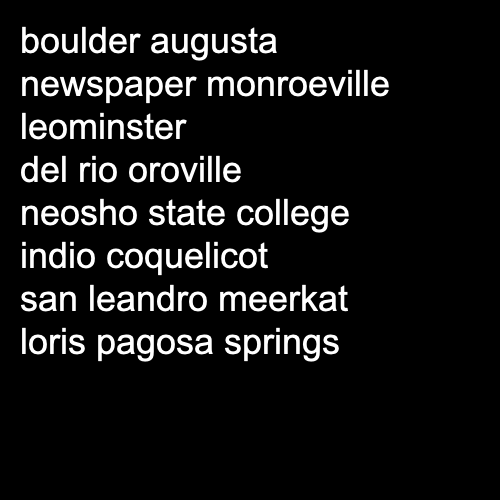 boulder augusta
newspaper monroeville
leominster
del rio oroville
neosho state college
indio coquelicot
san leandro meerkat
loris pagosa springs